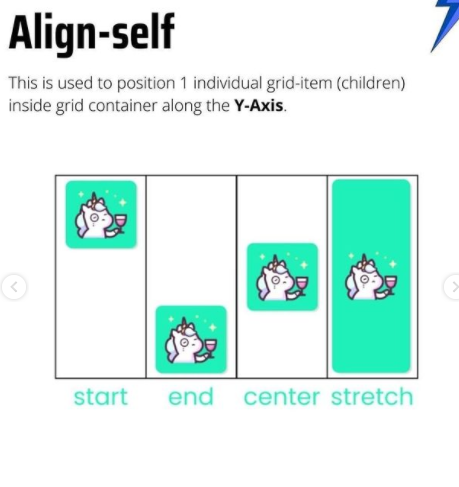 Align-self
This is used to position 1 individual grid-item (children)
inside grid container along the Y-Axis.
start end center stretch